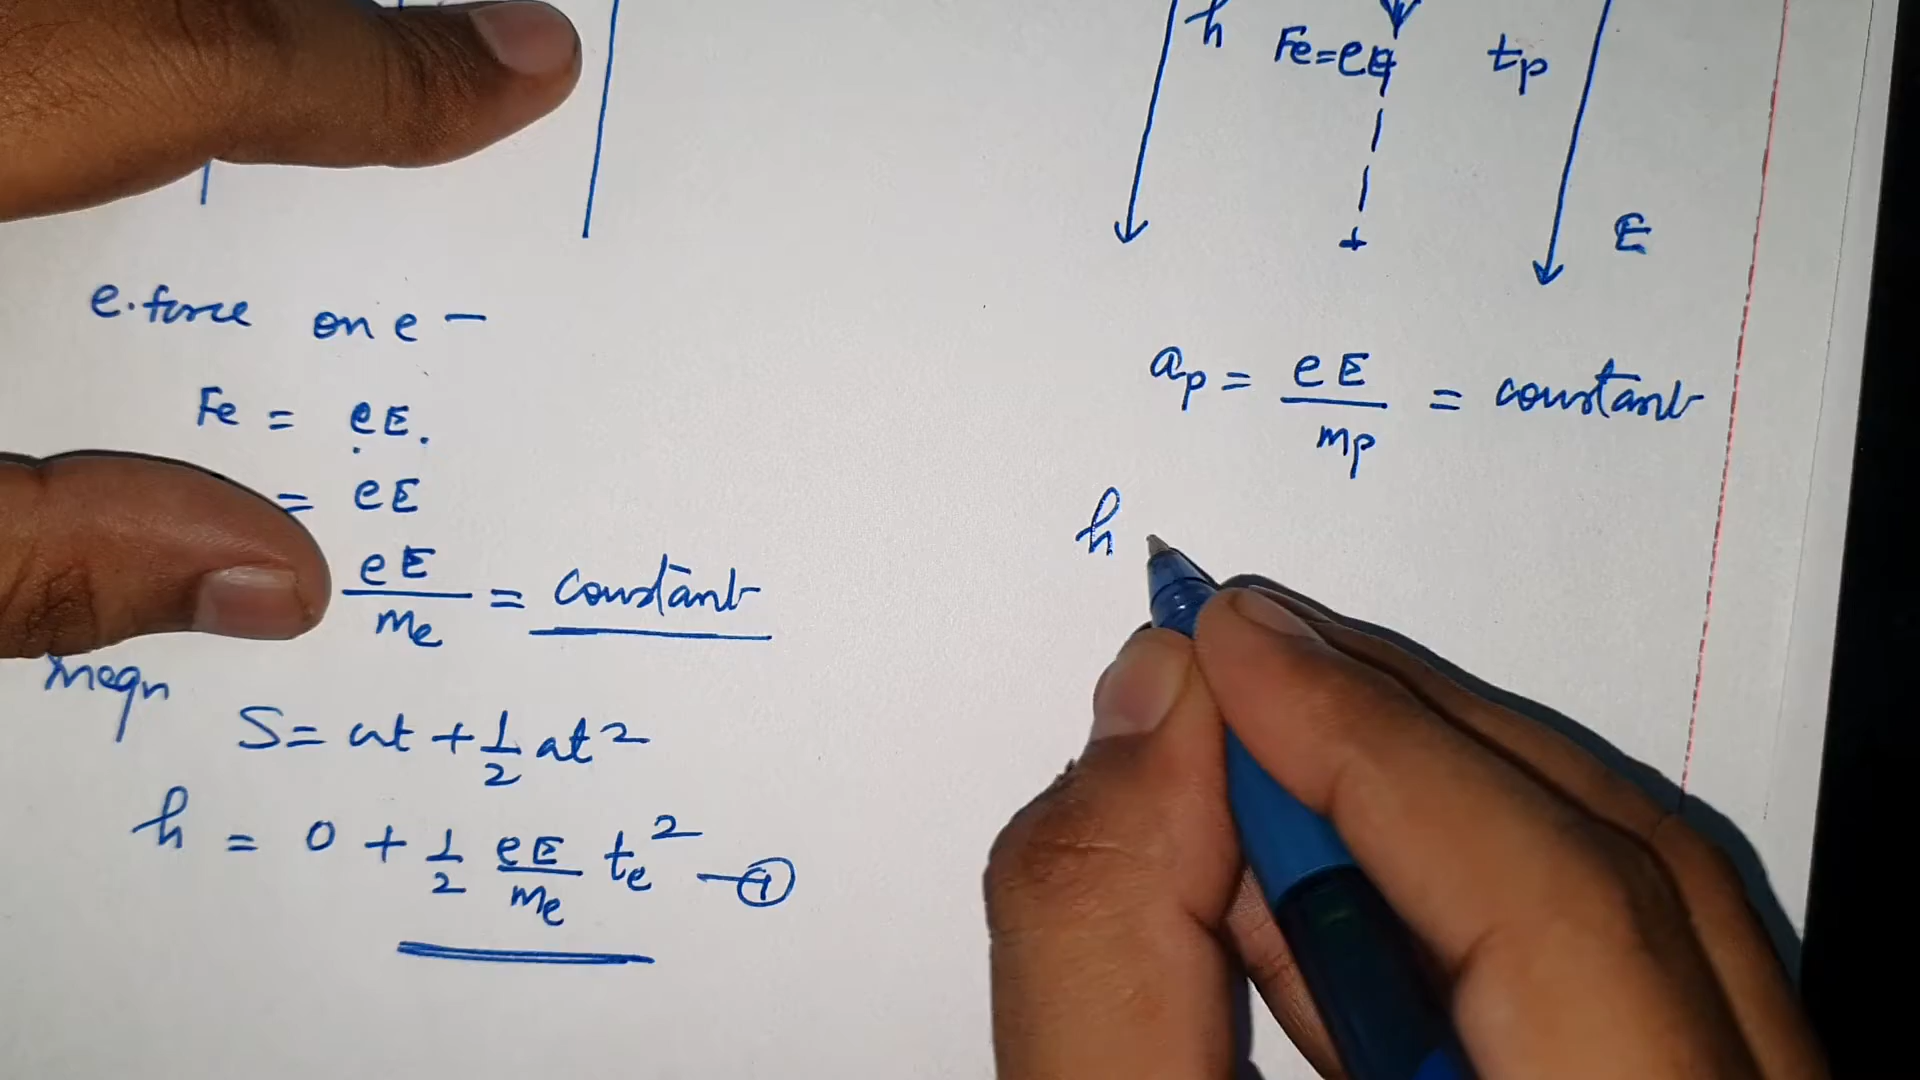 e.force on e -
Fe = eE.
= eE
eE/me = constant
S = ut + 1/2 at²
h = 0 + 1/2 eE/me te² — ①
h Fe=eE tp
E
ap = eE/mp = constant
h